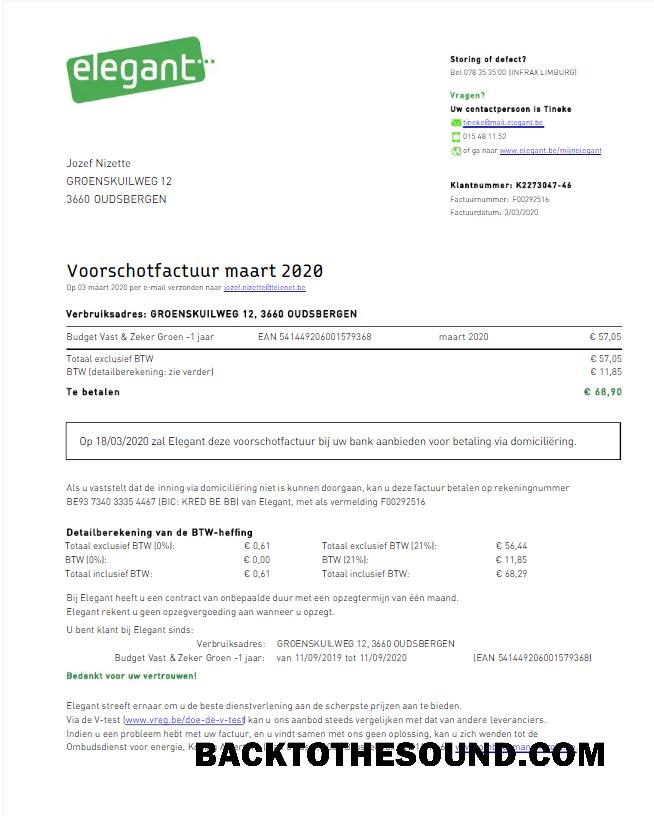 elegant
Storing of defect?
Bel 078 35 35 00 (INFRAX LIMBURG)
Vragen?
Uw contactpersoon is Tineke
tineke@mail.elegant.be
015 48 11 52
of ga naar www.elegant.be/mijnelegant
Jozef Nizette
GROENSKUILWEG 12
3660 OUDSBERGEN
Klantnummer: K2273047-46
Factuurnummer: F00292516
Factuurdatum: 3/03/2020
Voorschotfactuur maart 2020
Op 03 maart 2020 per e-mail verzonden naar jozef.nizette@telenet.be
Verbruiksadres: GROENSKUILWEG 12, 3660 OUDSBERGEN
Budget Vast & Zeker Groen -1 jaar EAN 541449206001579368 maart 2020 € 57,05
Totaal exclusief BTW € 57,05
BTW (detailberekening: zie verder) € 11,85
Te betalen € 68,90
Op 18/03/2020 zal Elegant deze voorschotfactuur bij uw bank aanbieden voor betaling via domiciliëring.
Als u vaststelt dat de inning via domiciliëring niet is kunnen doorgaan, kan u deze factuur betalen op rekeningnummer
BE93 7340 3335 4467 (BIC: KRED BE BB) van Elegant, met als vermelding F00292516
Detailberekening van de BTW-heffing
Totaal exclusief BTW (0%): € 0,61 Totaal exclusief BTW (21%): € 56,44
BTW (0%): € 0,00 BTW (21%): € 11,85
Totaal inclusief BTW: € 0,61 Totaal inclusief BTW: € 68,29
Bij Elegant heeft u een contract van onbepaalde duur met een opzegtermijn van één maand.
Elegant rekent u geen opzegvergoeding aan wanneer u opzegt.
U bent klant bij Elegant sinds:
Verbruiksadres: GROENSKUILWEG 12, 3660 OUDSBERGEN
Budget Vast & Zeker Groen -1 jaar: van 11/09/2019 tot 11/09/2020 (EAN 541449206001579368)
Bedankt voor uw vertrouwen!
Elegant streeft ernaar om u de beste dienstverlening aan de scherpste prijzen aan te bieden.
Via de V-test (www.vreg.be/doe-de-v-test) kan u ons aanbod steeds vergelijken met dat van andere leveranciers.
Indien u een probleem hebt met uw factuur, en u vindt samen met ons geen oplossing, kan u zich wenden tot de
Ombudsdienst voor energie,
BACKTOTHESOUND.COM